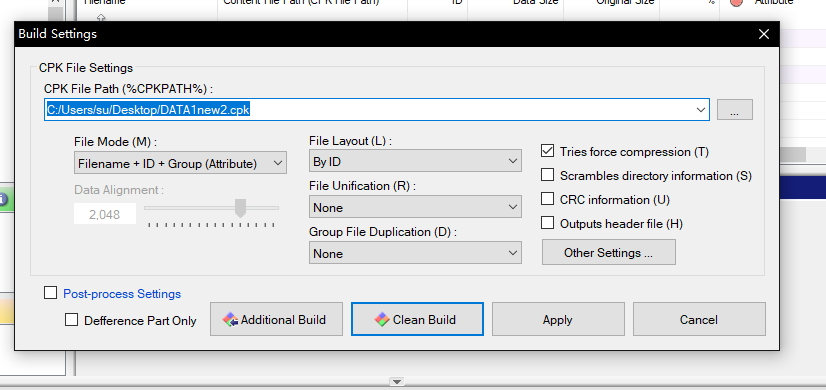 Filename Content File Path (CPK File Path) ID Data Size Original Size % Attribute
Build Settings
CPK File Settings
CPK File Path (%CPKPATH%) :
C:/Users/su/Desktop/DATA1new2.cpk ...
File Mode (M) :
Filename + ID + Group (Attribute)
Data Alignment :
2,048
File Layout (L) :
By ID
File Unification (R) :
None
Group File Duplication (D) :
None
Tries force compression (T)
Scrambles directory information (S)
CRC information (U)
Outputs header file (H)
Other Settings ...
Post-process Settings
Defference Part Only Additional Build Clean Build Apply Cancel